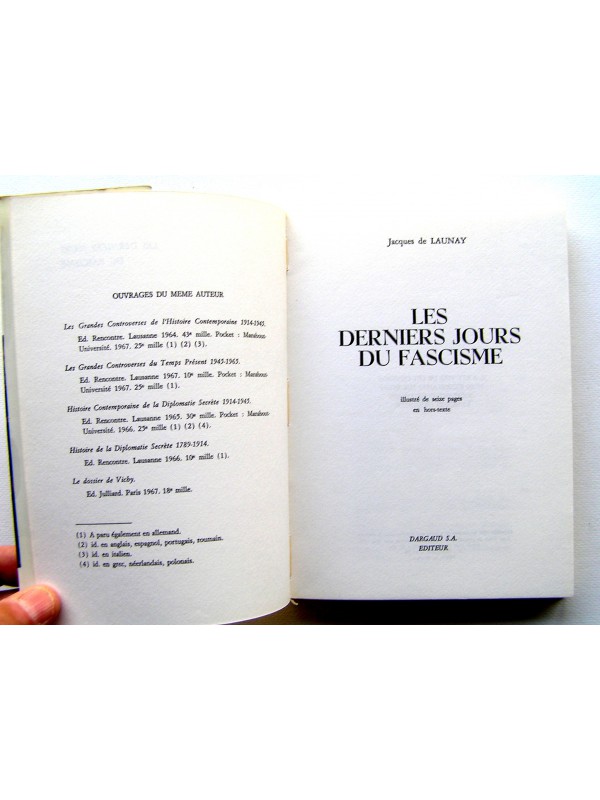 OUVRAGES DU MEME AUTEUR
Les Grandes Controverses de l'Histoire Contemporaine 1914-1945.
Ed. Rencontre. Lausanne 1964. 43e mille. Pocket : Marabout-
Université. 1967. 25e mille (1) (2) (3).
Les Grandes Controverses du Temps Présent 1945-1965.
Ed. Rencontre. Lausanne 1967. 10e mille. Pocket : Marabout-
Université 1967. 25e mille (1).
Histoire Contemporaine de la Diplomatie Secrète 1914-1945.
Ed. Rencontre. Lausanne 1965. 30e mille. Pocket : Marabout-
Université. 1966. 25e mille (1) (2) (4).
Histoire de la Diplomatie Secrète 1789-1914.
Ed. Rencontre. Lausanne 1966. 10e mille (1).
Le dossier de Vichy.
Ed. Julliard. Paris 1967. 18e mille.
(1) A paru également en allemand.
(2) id. en anglais, espagnol, portugais, roumain.
(3) id. en italien.
(4) id. en grec, néerlandais, polonais.
Jacques de LAUNAY
LES
DERNIERS JOURS
DU FASCISME
illustré de seize pages
en hors-texte
DARGAUD S.A.
EDITEUR